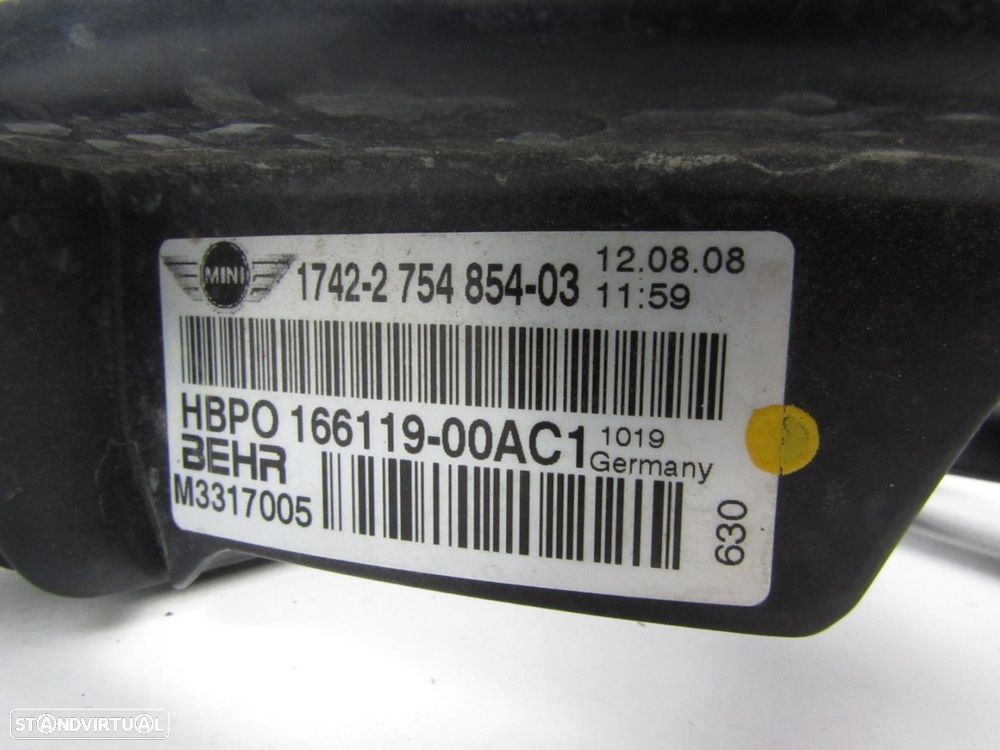 MINI
1742-2 754 854-03
12.08.08
11:59
HBPO 166119-00AC1
1019
Germany
BEHR
M3317005
630
STANDVIRTUAL